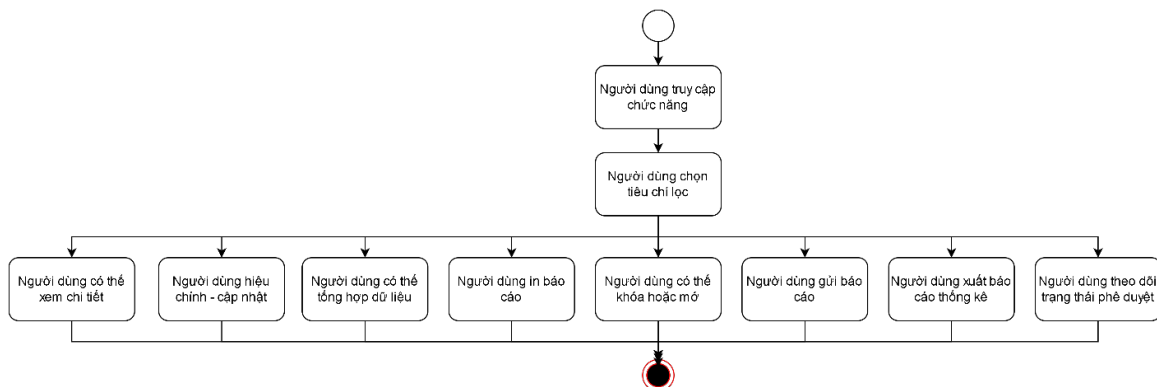 Người dùng truy cập
chức năng
Người dùng chọn
tiêu chí lọc
Người dùng có thể
xem chi tiết
Người dùng hiệu
chỉnh - cập nhật
Người dùng có thể
tổng hợp dữ liệu
Người dùng in báo
cáo
Người dùng có thể
khóa hoặc mở
Người dùng gửi báo
cáo
Người dùng xuất báo
cáo thống kê
Người dùng theo dõi
trạng thái phê duyệt